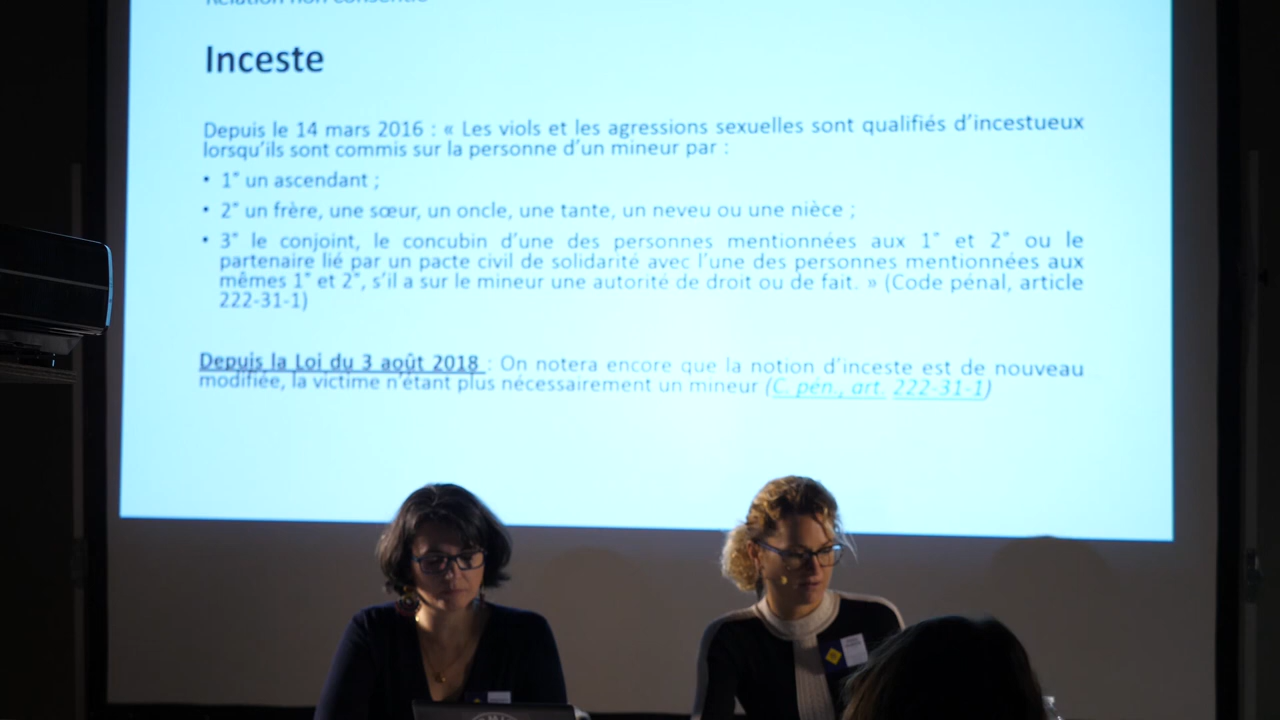 Relation non consentie
Inceste
Depuis le 14 mars 2016 : « Les viols et les agressions sexuelles sont qualifiés d'incestueux
lorsqu'ils sont commis sur la personne d'un mineur par :
• 1° un ascendant ;
• 2° un frère, une sœur, un oncle, une tante, un neveu ou une nièce ;
• 3° le conjoint, le concubin d'une des personnes mentionnées aux 1° et 2° ou le
partenaire lié par un pacte civil de solidarité avec l'une des personnes mentionnées aux
mêmes 1° et 2°, s'il a sur le mineur une autorité de droit ou de fait. » (Code pénal, article
222-31-1)
Depuis la Loi du 3 août 2018 : On notera encore que la notion d'inceste est de nouveau
modifiée, la victime n'étant plus nécessairement un mineur (C. pén., art. 222-31-1)